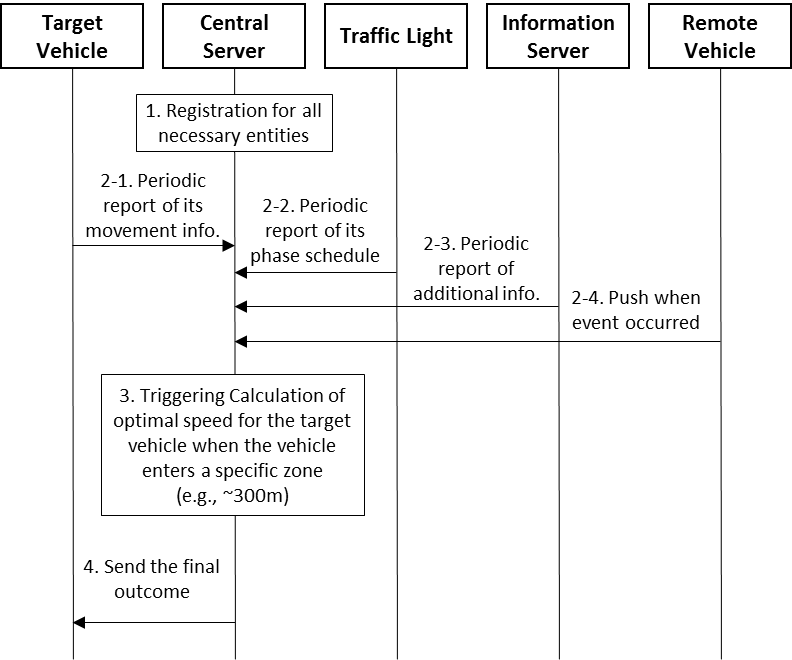 Target
Vehicle
Central
Server
Traffic Light
Information
Server
Remote
Vehicle
1. Registration for all
necessary entities
2-1. Periodic
report of its
movement info.
2-2. Periodic
report of its
phase schedule
2-3. Periodic
report of
additional info.
2-4. Push when
event occurred
3. Triggering Calculation of
optimal speed for the target
vehicle when the vehicle
enters a specific zone
(e.g., ~300m)
4. Send the final
outcome